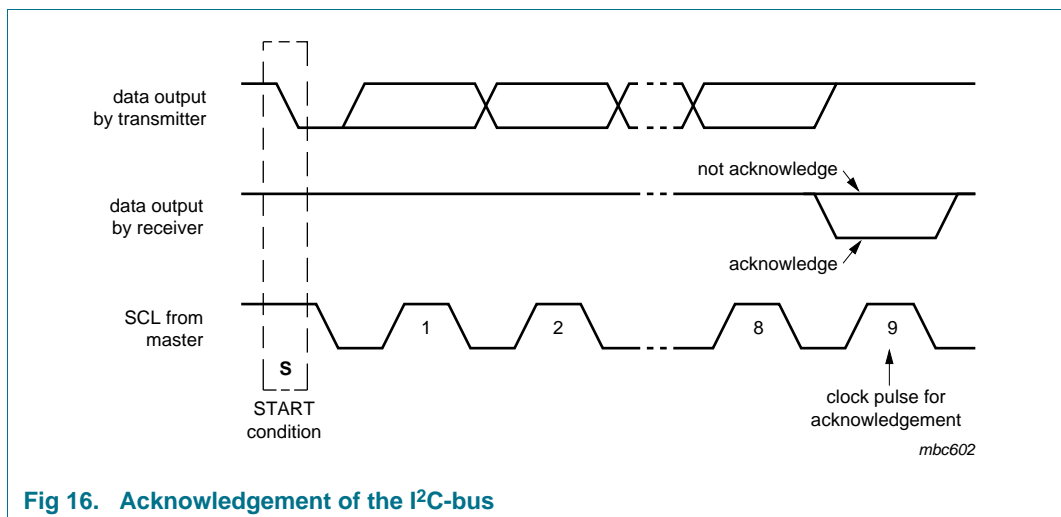 data output
by transmitter
not acknowledge
data output
by receiver
acknowledge
SCL from
master
1
2
8
9
S
START
condition
clock pulse for
acknowledgement
mbc602
Fig 16. Acknowledgement of the I²C-bus